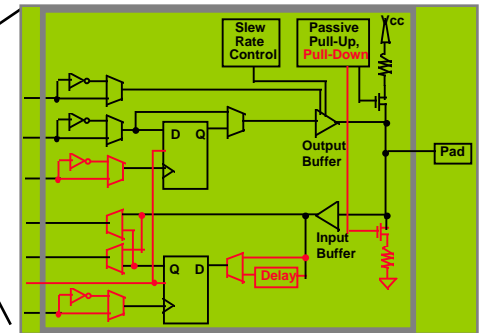 Slew
Rate
Control
Passive
Pull-Up,
Pull-Down
Vcc
D Q
Output
Buffer
Pad
Input
Buffer
Q D
Delay